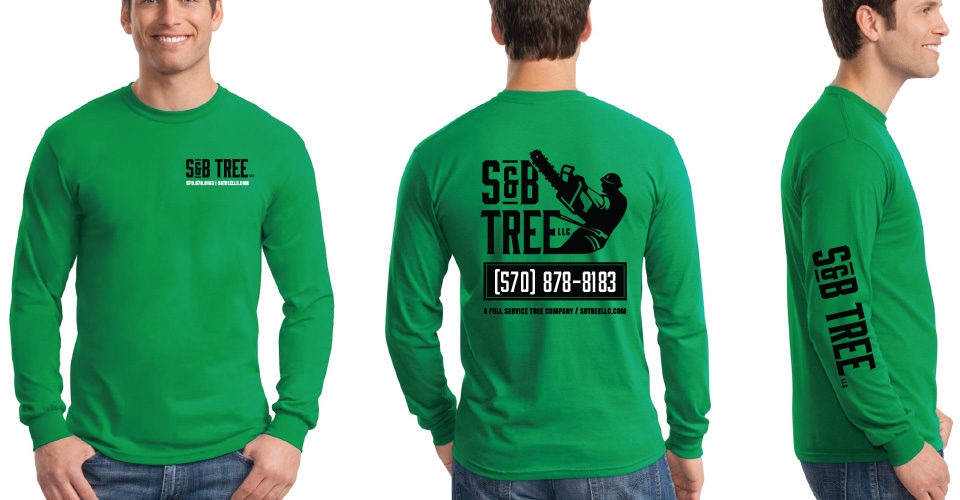 S&B TREE LLC
570.878.8183 | SBTREELLC.COM
S&B
TREE LLC
(570) 878-8183
A FULL SERVICE TREE COMPANY / SBTREELLC.COM
S&B TREE LLC